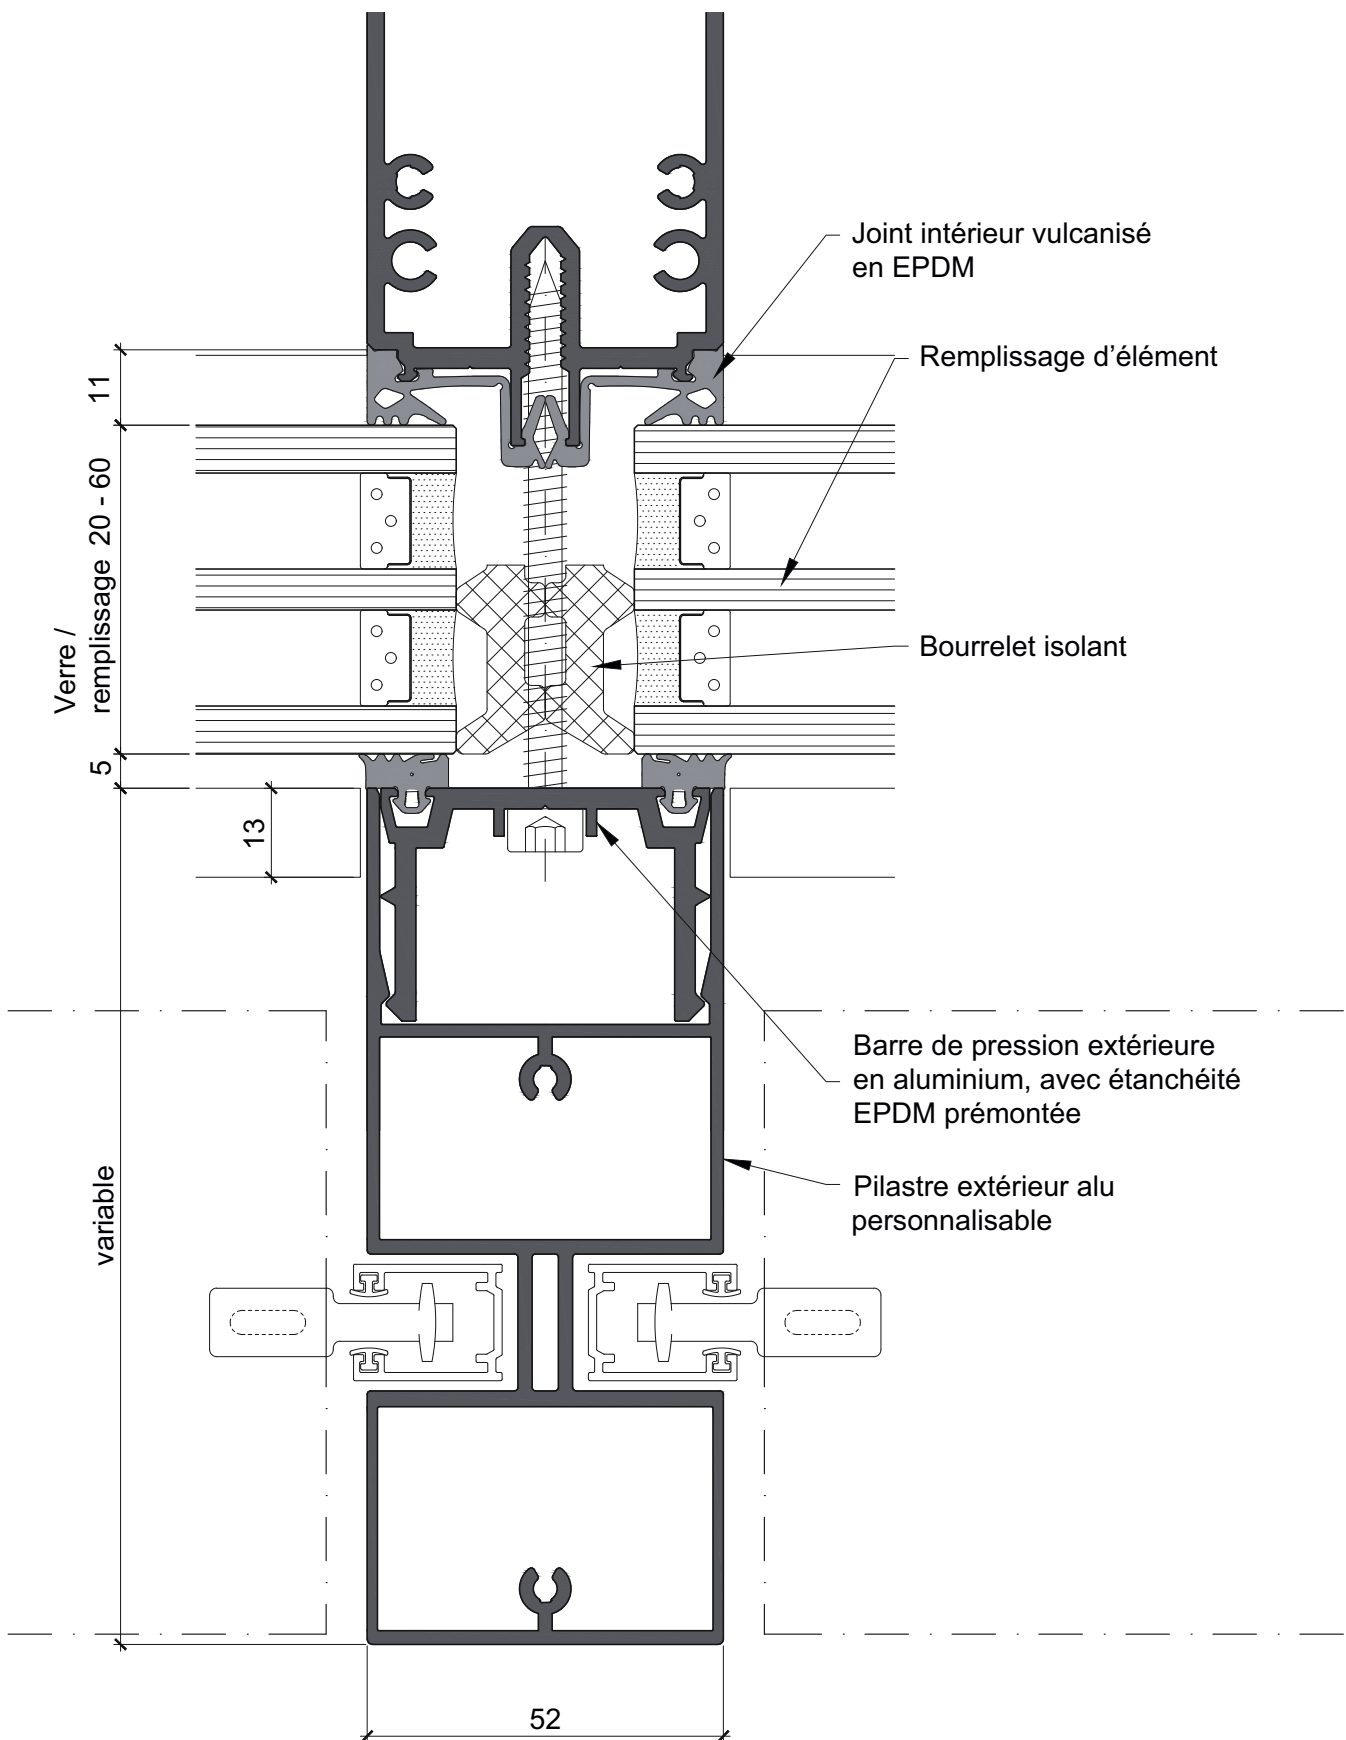 Joint intérieur vulcanisé
en EPDM
Remplissage d’élément
11
Verre /
remplissage 20 - 60
Bourrelet isolant
5
13
Barre de pression extérieure
en aluminium, avec étanchéité
EPDM prémontée
variable
Pilastre extérieur alu
personnalisable
52